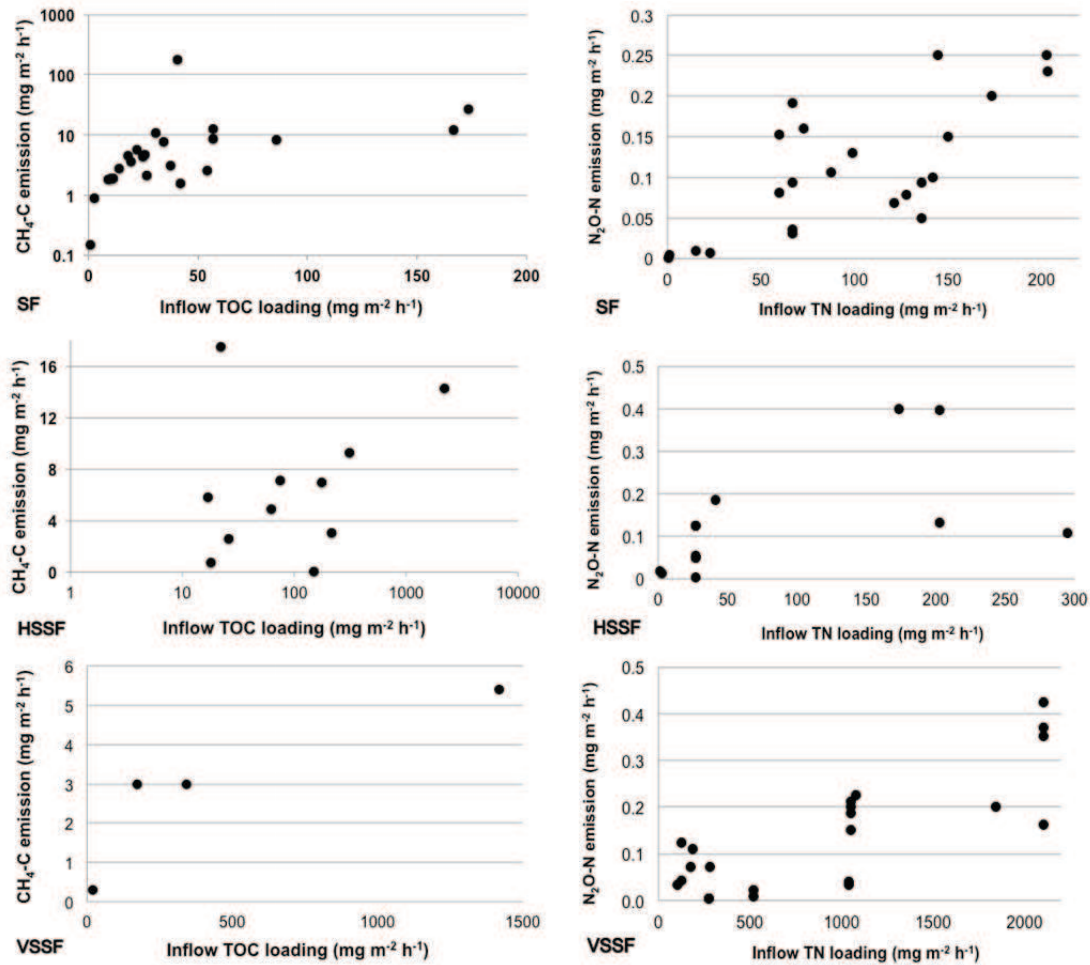 1000
100
10
1
0.1
CH₄-C emission (mg m⁻² h⁻¹)
0 50 100 150 200
SF Inflow TOC loading (mg m⁻² h⁻¹)
0.3
0.25
0.2
0.15
0.1
0.05
0
N₂O-N emission (mg m⁻² h⁻¹)
50 100 150 200
SF Inflow TN loading (mg m⁻² h⁻¹)
16
12
8
4
0
CH₄-C emission (mg m⁻² h⁻¹)
1 10 100 1000 10000
HSSF Inflow TOC loading (mg m⁻² h⁻¹)
0.5
0.4
0.3
0.2
0.1
0
N₂O-N emission (mg m⁻² h⁻¹)
0 50 100 150 200 250 300
HSSF Inflow TN loading (mg m⁻² h⁻¹)
6
5
4
3
2
1
0
CH₄-C emission (mg m⁻² h⁻¹)
0 500 1000 1500
VSSF Inflow TOC loading (mg m⁻² h⁻¹)
0.5
0.4
0.3
0.2
0.1
0.0
N₂O-N emission (mg m⁻² h⁻¹)
0 500 1000 1500 2000
VSSF Inflow TN loading (mg m⁻² h⁻¹)